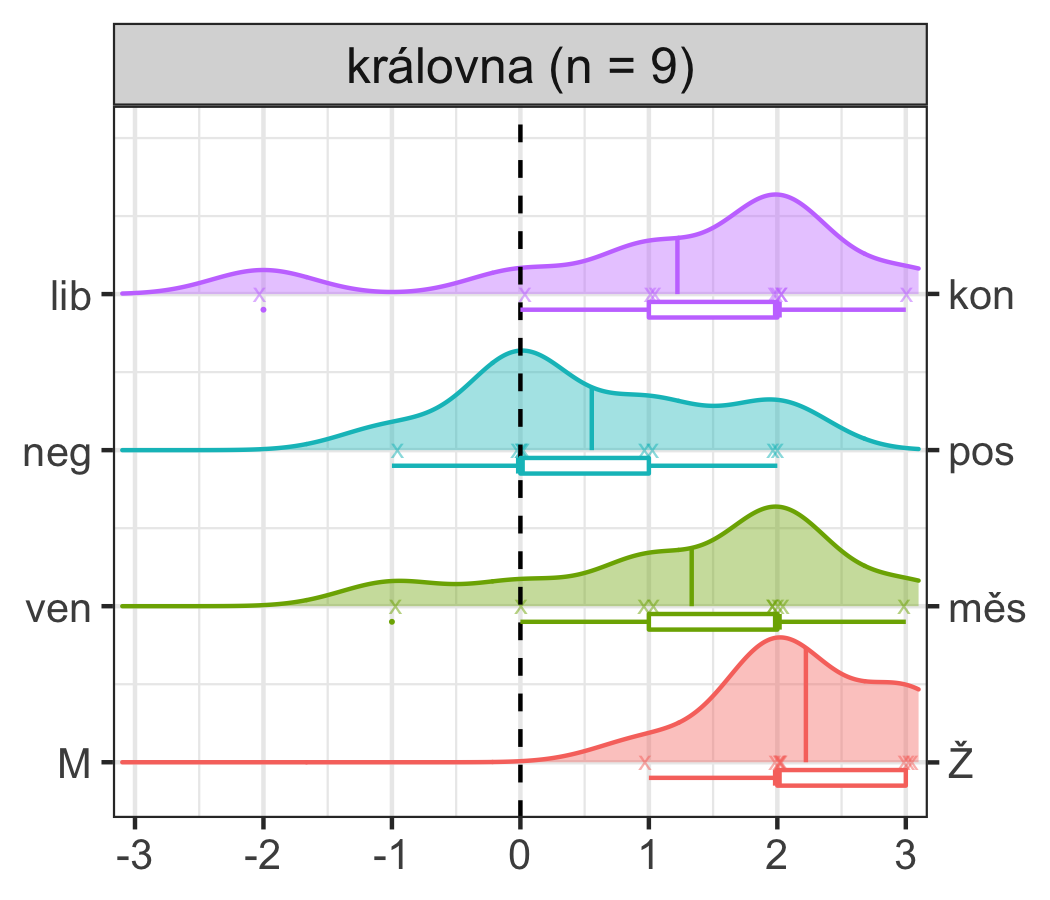 královna (n = 9)
lib kon
neg pos
ven měs
M Ž
-3 -2 -1 0 1 2 3